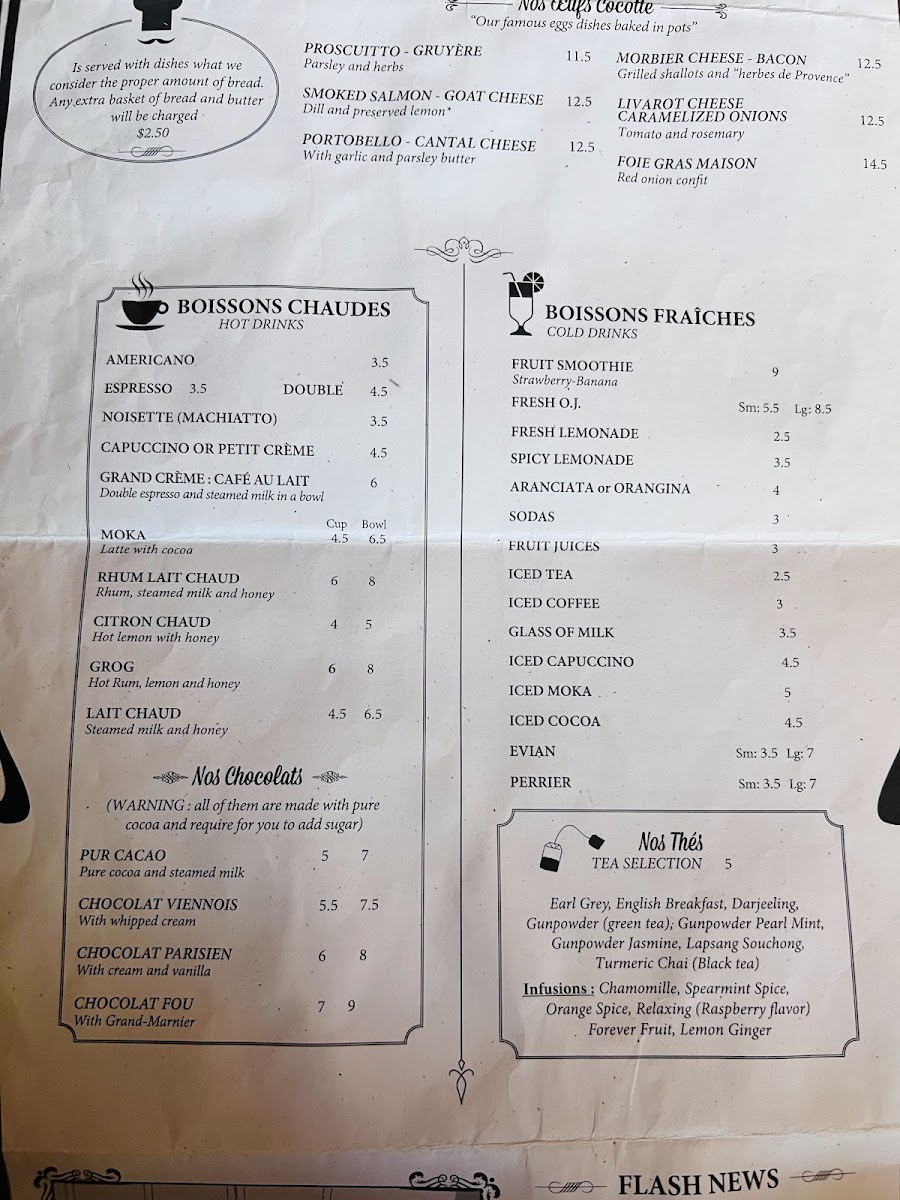 Nos Œufs Cocotte
"Our famous eggs dishes baked in pots"
Is served with dishes what we
consider the proper amount of bread.
Any extra basket of bread and butter
will be charged
$2.50
PROSCUITTO - GRUYÈRE 11.5
Parsley and herbs
SMOKED SALMON - GOAT CHEESE 12.5
Dill and preserved lemon*
PORTOBELLO - CANTAL CHEESE 12.5
With garlic and parsley butter
MORBIER CHEESE - BACON 12.5
Grilled shallots and "herbes de Provence"
LIVAROT CHEESE
CARAMELIZED ONIONS 12.5
Tomato and rosemary
FOIE GRAS MAISON 14.5
Red onion confit
BOISSONS CHAUDES
HOT DRINKS
AMERICANO 3.5
ESPRESSO 3.5 DOUBLE 4.5
NOISETTE (MACHIATTO) 3.5
CAPUCCINO OR PETIT CRÈME 4.5
GRAND CRÈME : CAFÉ AU LAIT 6
Double espresso and steamed milk in a bowl
Cup Bowl
MOKA 4.5 6.5
Latte with cocoa
RHUM LAIT CHAUD 6 8
Rhum, steamed milk and honey
CITRON CHAUD 4 5
Hot lemon with honey
GROG 6 8
Hot Rum, lemon and honey
LAIT CHAUD 4.5 6.5
Steamed milk and honey
Nos Chocolats
(WARNING : all of them are made with pure
cocoa and require for you to add sugar)
PUR CACAO 5 7
Pure cocoa and steamed milk
CHOCOLAT VIENNOIS 5.5 7.5
With whipped cream
CHOCOLAT PARISIEN 6 8
With cream and vanilla
CHOCOLAT FOU 7 9
With Grand-Marnier
BOISSONS FRAÎCHES
COLD DRINKS
FRUIT SMOOTHIE 9
Strawberry-Banana
FRESH O.J. Sm: 5.5 Lg: 8.5
FRESH LEMONADE 2.5
SPICY LEMONADE 3.5
ARANCIATA or ORANGINA 4
SODAS 3
FRUIT JUICES 3
ICED TEA 2.5
ICED COFFEE 3
GLASS OF MILK 3.5
ICED CAPUCCINO 4.5
ICED MOKA 5
ICED COCOA 4.5
EVIAN Sm: 3.5 Lg: 7
PERRIER Sm: 3.5 Lg: 7
Nos Thés
TEA SELECTION 5
Earl Grey, English Breakfast, Darjeeling,
Gunpowder (green tea), Gunpowder Pearl Mint,
Gunpowder Jasmine, Lapsang Souchong,
Turmeric Chai (Black tea)
Infusions : Chamomille, Spearmint Spice,
Orange Spice, Relaxing (Raspberry flavor)
Forever Fruit, Lemon Ginger
FLASH NEWS